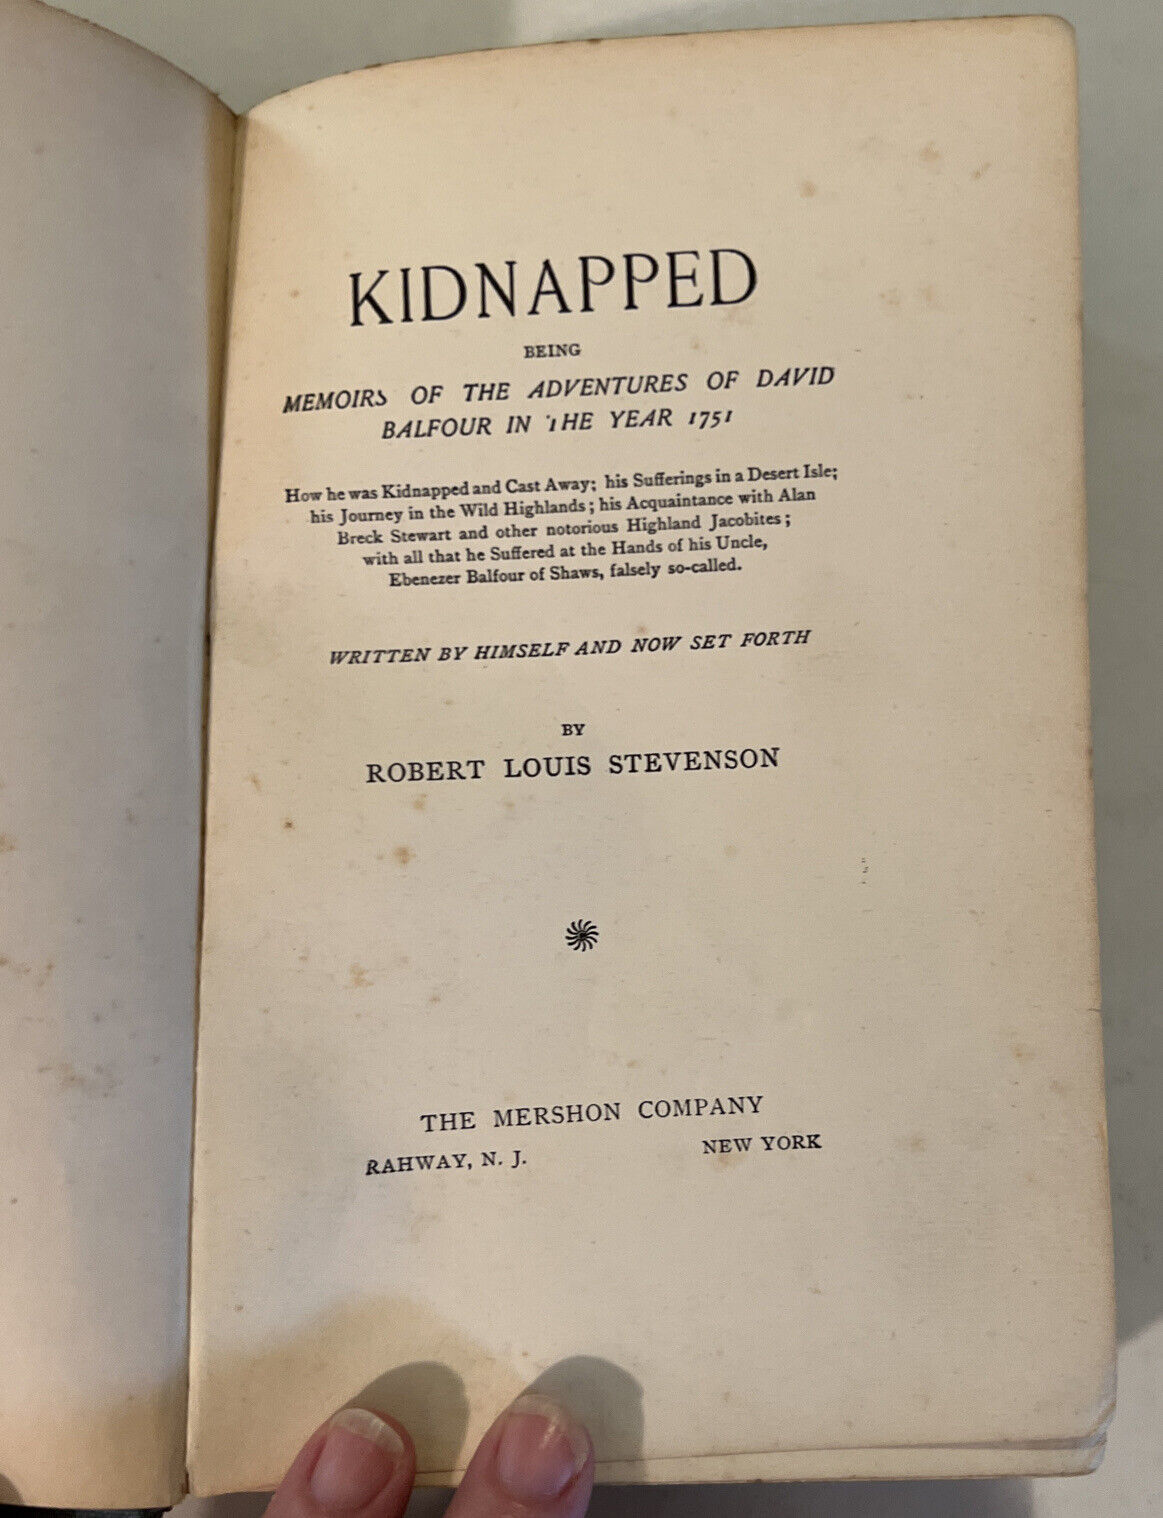 KIDNAPPED
BEING
MEMOIRS OF THE ADVENTURES OF DAVID
BALFOUR IN THE YEAR 1751
How he was Kidnapped and Cast Away; his Sufferings in a Desert Isle;
his Journey in the Wild Highlands; his Acquaintance with Alan
Breck Stewart and other notorious Highland Jacobites;
with all that he Suffered at the Hands of his Uncle,
Ebenezer Balfour of Shaws, falsely so-called.
WRITTEN BY HIMSELF AND NOW SET FORTH
BY
ROBERT LOUIS STEVENSON
THE MERSHON COMPANY
RAHWAY, N. J. NEW YORK